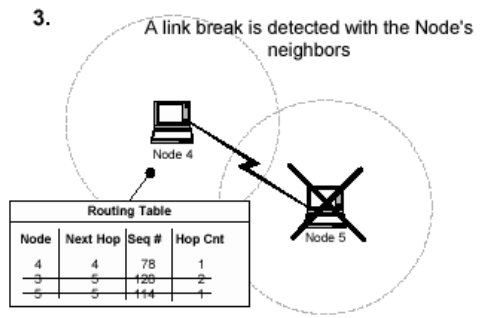 3.
A link break is detected with the Node's
neighbors
Node 4
Routing Table
Node Next Hop Seq # Hop Cnt
4 4 78 1
3 5 120 2
5 5 114 1
Node 5